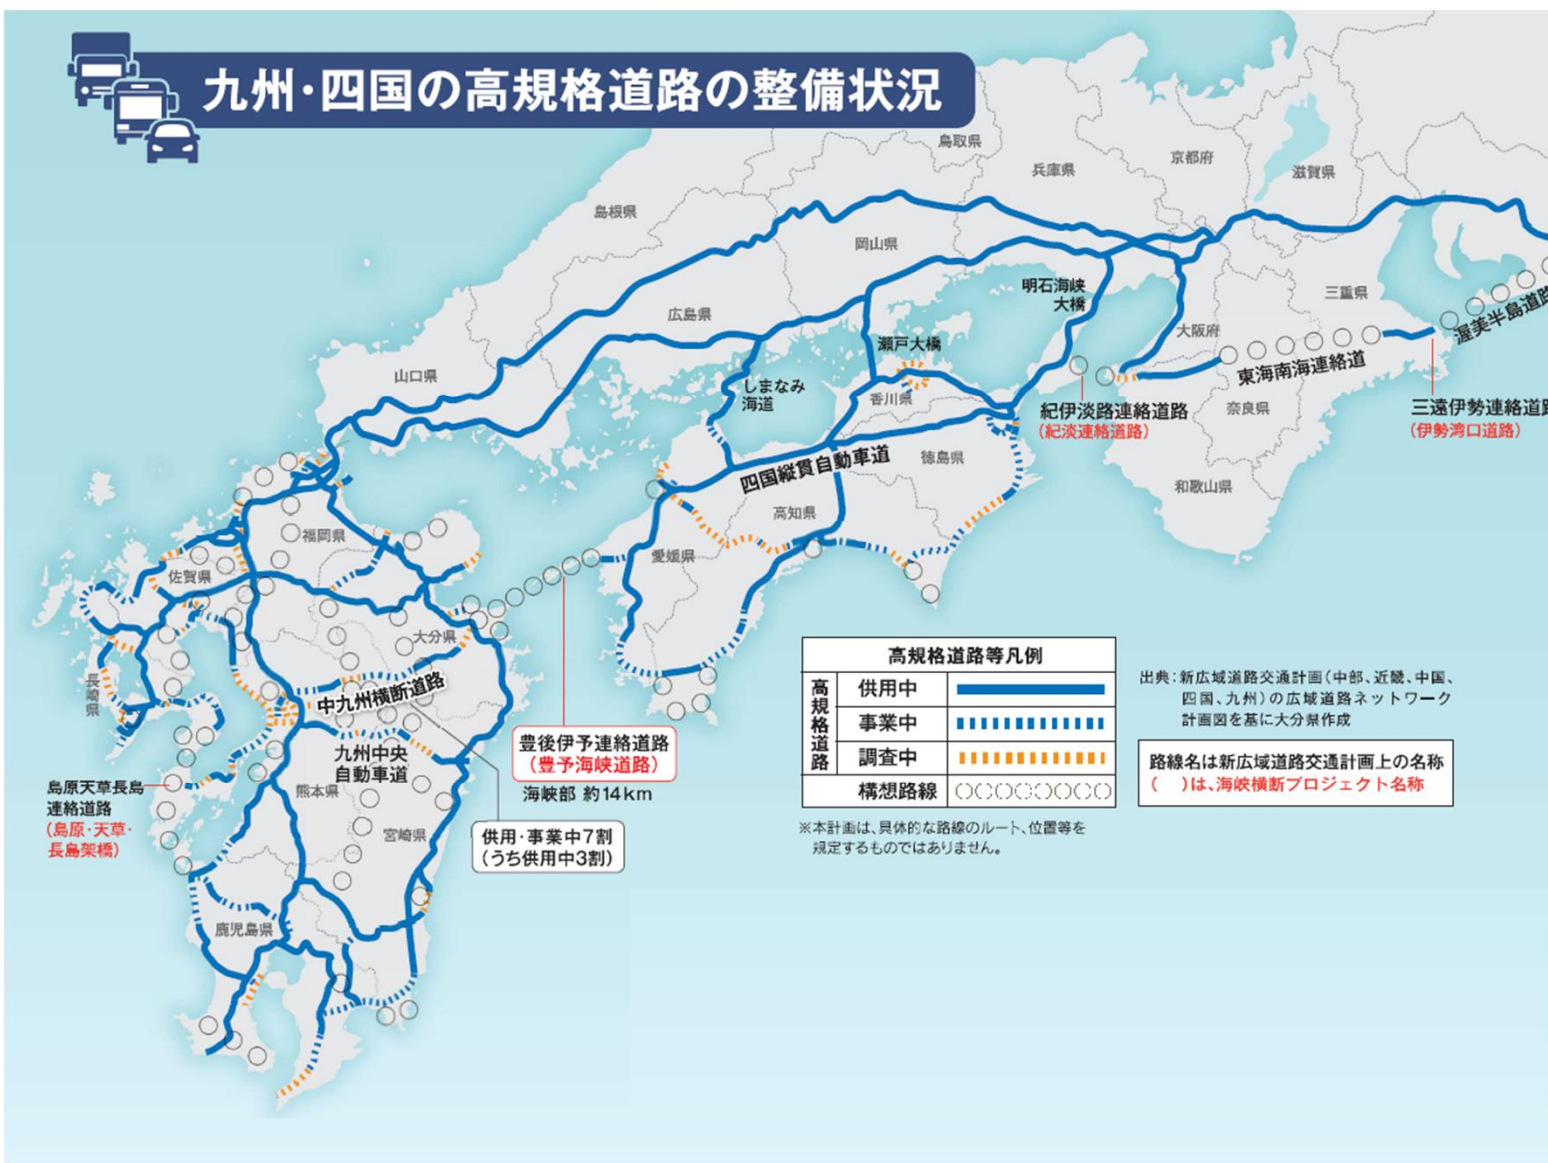 九州・四国の高規格道路の整備状況
鳥取県
兵庫県
京都府
滋賀県
島根県
岡山県
明石海峡
大橋
三重県
広島県
大阪府
渥美半島道路
瀬戸大橋
東海南海連絡道
山口県
しまなみ
海道
香川県
紀伊淡路連絡道路
(紀淡連絡道路)
奈良県
三遠伊勢連絡道路
(伊勢湾口道路)
四国縦貫自動車道
徳島県
和歌山県
高知県
福岡県
愛媛県
佐賀県
大分県
長崎県
中九州横断道路
九州中央
自動車道
豊後伊予連絡道路
(豊予海峡道路)
海峡部 約14km
島原天草長島
連絡道路
(島原・天草・
長島架橋)
熊本県
宮崎県
供用・事業中7割
(うち供用中3割)
鹿児島県
高規格道路等凡例
高規格道路
供用中
事業中
調査中
構想路線
※本計画は、具体的な路線のルート、位置等を
規定するものではありません。
出典:新広域道路交通計画(中部、近畿、中国、
四国、九州)の広域道路ネットワーク
計画図を基に大分県作成
路線名は新広域道路交通計画上の名称
( )は、海峡横断プロジェクト名称